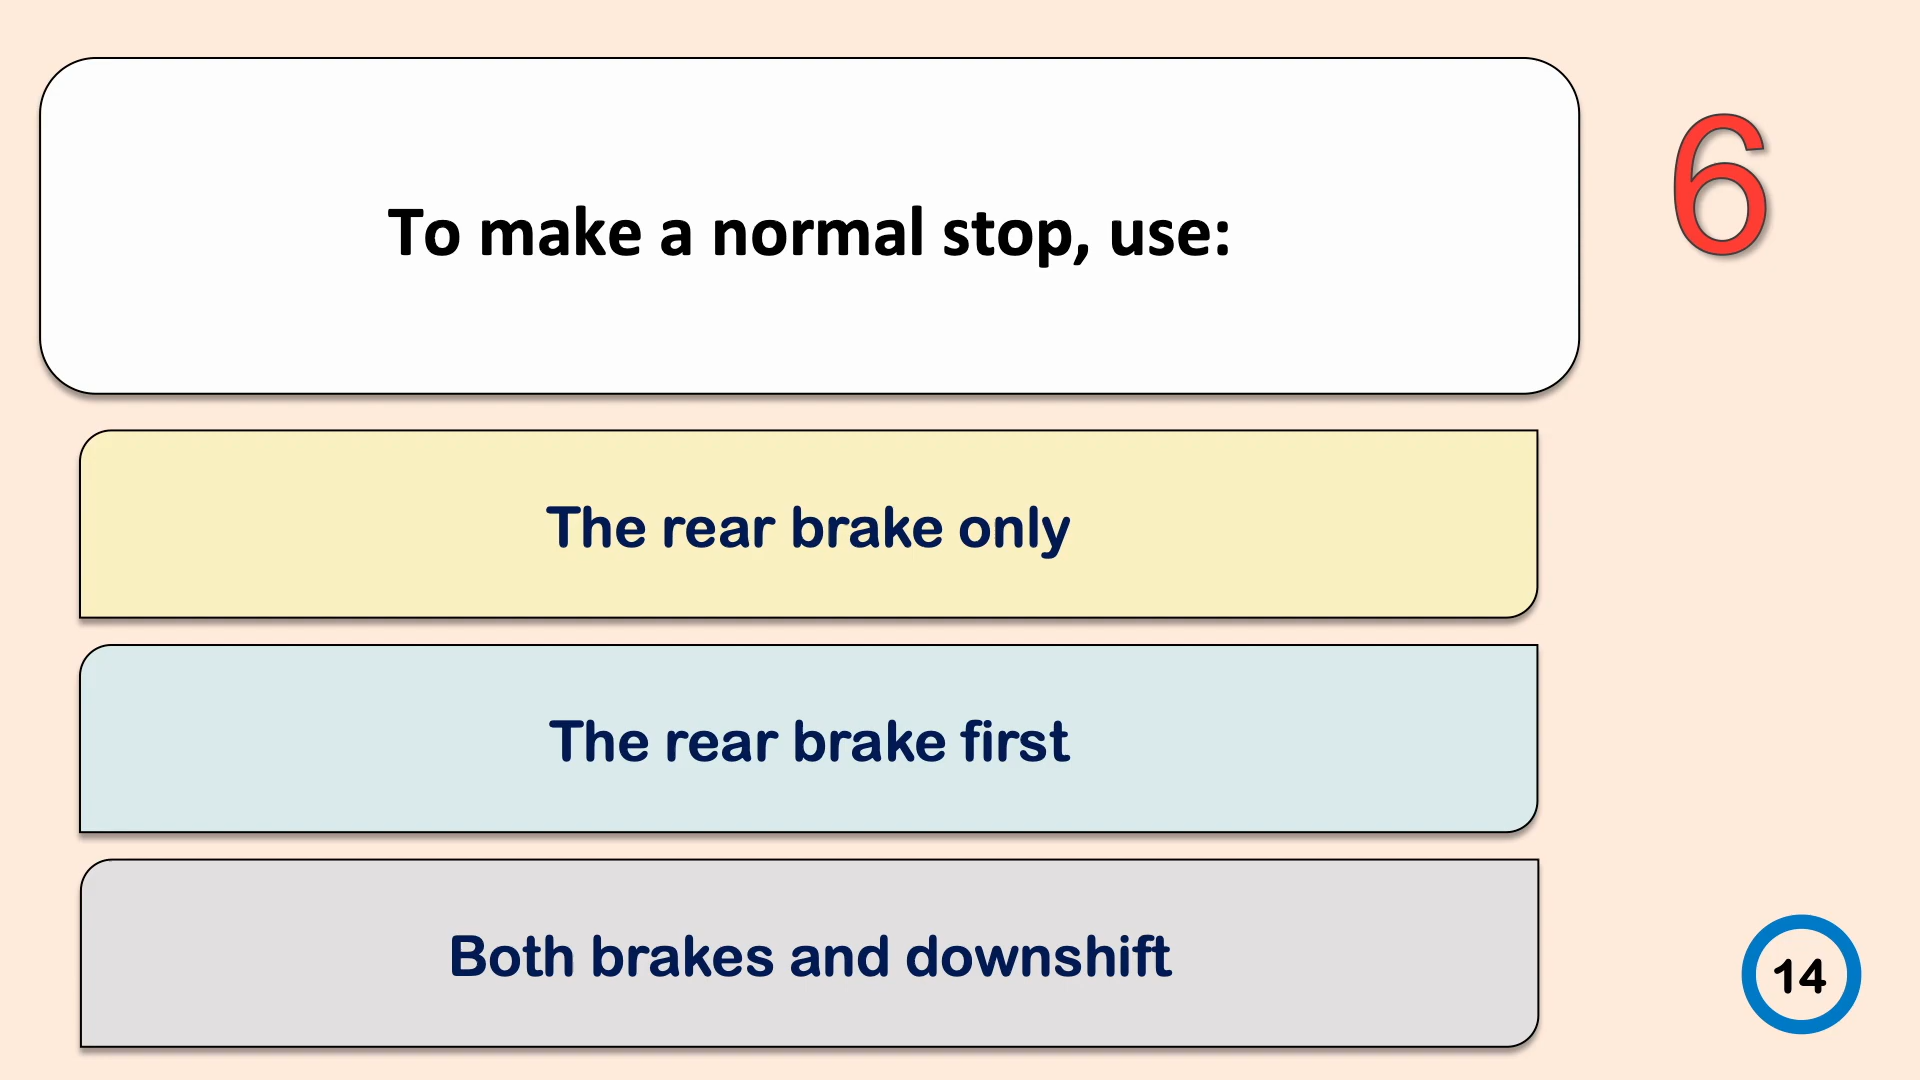 To make a normal stop, use:
6
The rear brake only
The rear brake first
Both brakes and downshift
14